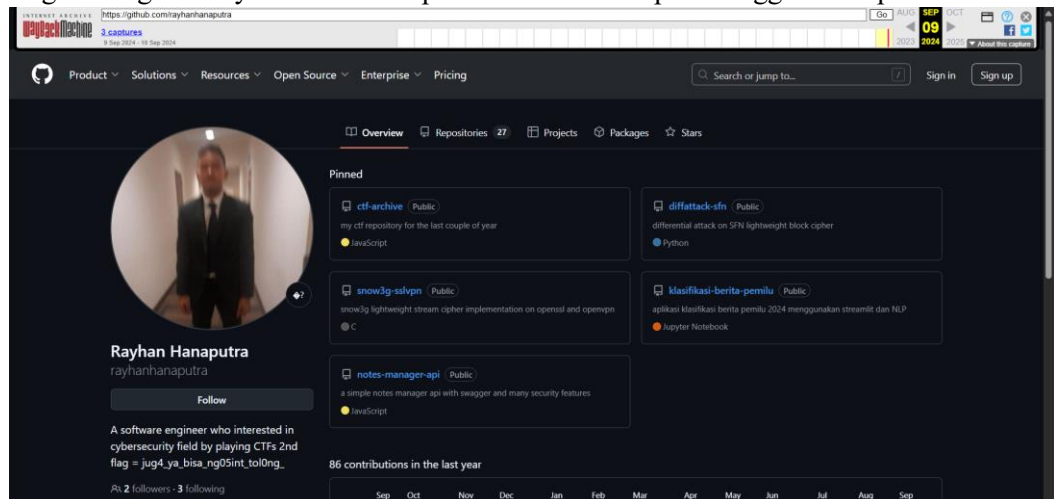 INTERNET ARCHIVE
WayBack Machine
https://github.com/rayhanhanaputra
Go
AUG SEP OCT
09
2023 2024 2025
3 captures
9 Sep 2024 - 10 Sep 2024
About this capture
Product Solutions Resources Open Source Enterprise Pricing
Search or jump to...
/
Sign in
Sign up
Overview Repositories 27 Projects Packages Stars
Pinned
ctf-archive Public
my ctf repository for the last couple of year
JavaScript
diffattack-sfn Public
differential attack on SFN lightweight block cipher
Python
snow3g-sslvpn Public
snow3g lightweight stream cipher implementation on openssl and openvpn
C
klasifikasi-berita-pemilu Public
aplikasi klasifikasi berita pemilu 2024 menggunakan streamlit dan NLP
Jupyter Notebook
notes-manager-api Public
a simple notes manager api with swagger and many security features
JavaScript
Rayhan Hanaputra
rayhanhanaputra
Follow
A software engineer who interested in
cybersecurity field by playing CTFs 2nd
flag = jug4_ya_bisa_ng05int_tol0ng_
2 followers · 3 following
86 contributions in the last year
Sep Oct Nov Dec Jan Feb Mar Apr May Jun Jul Aug Sep